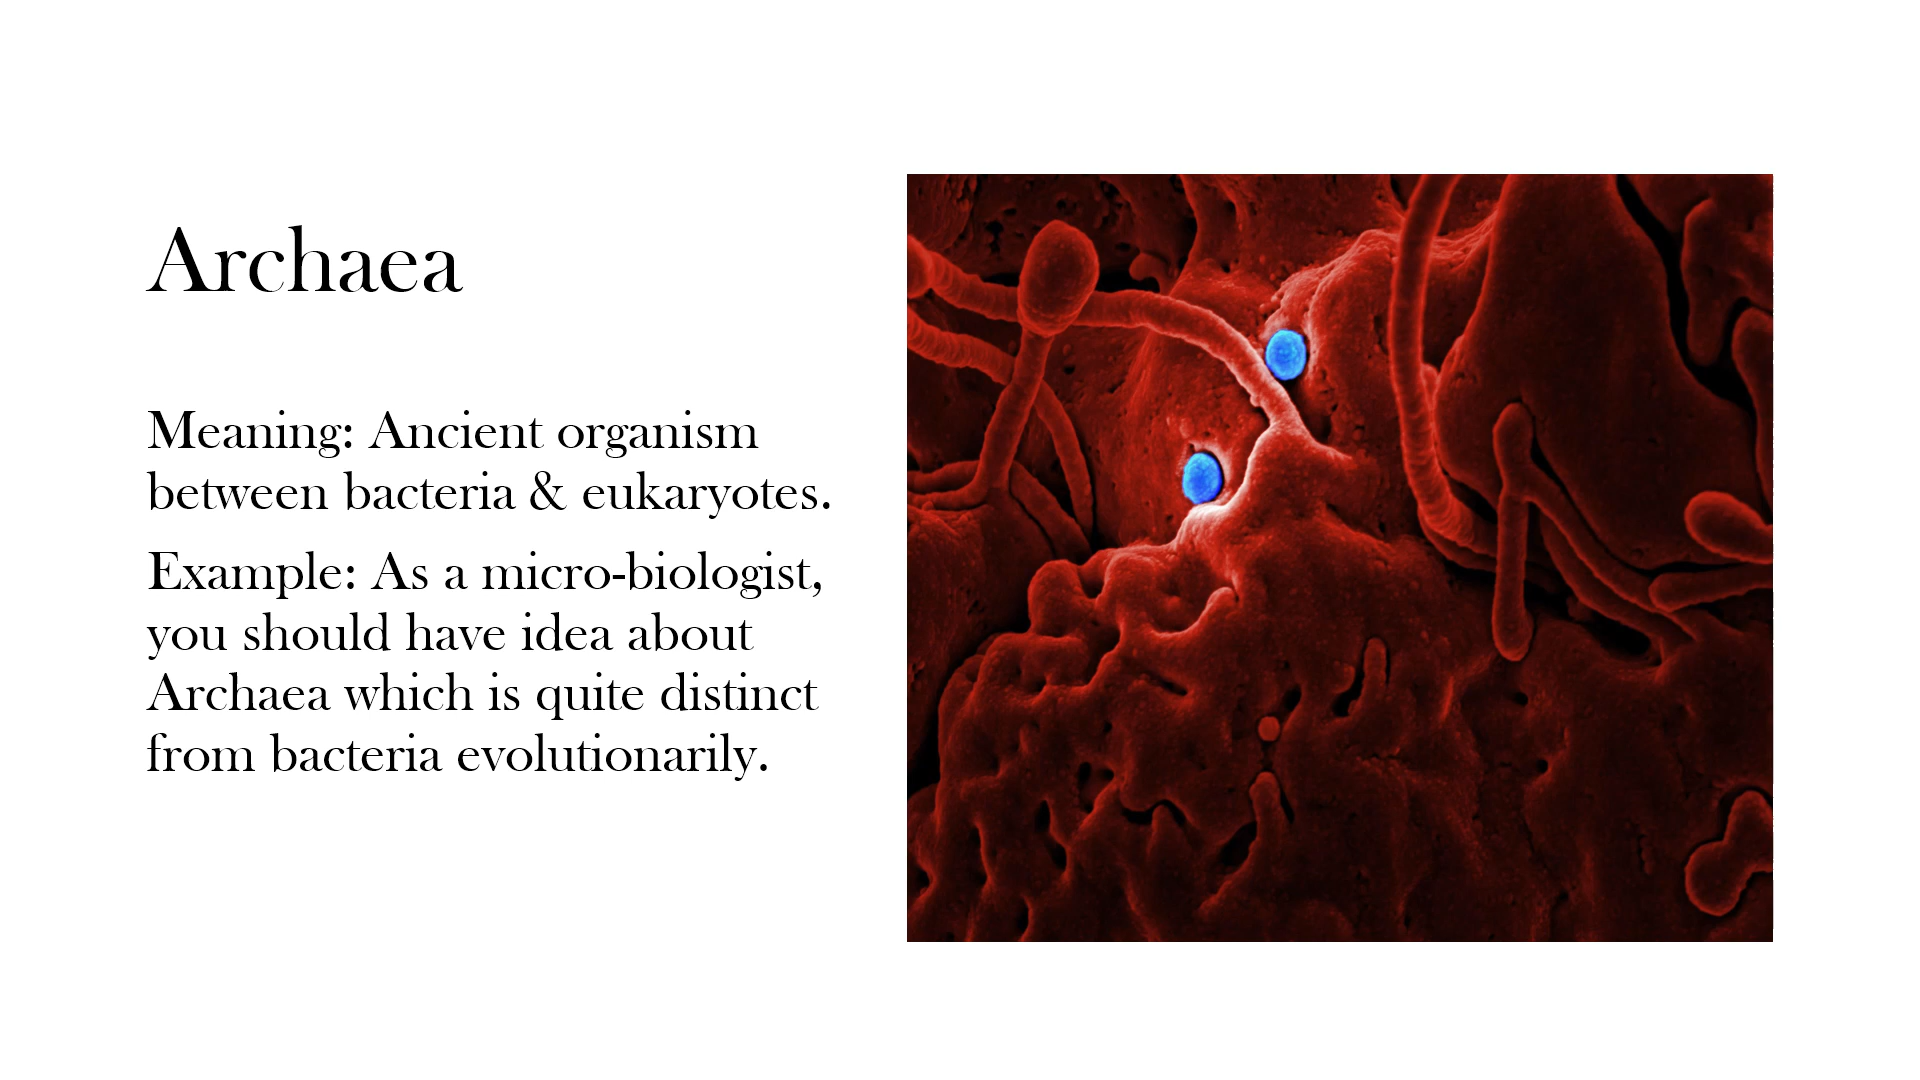 Archaea
Meaning: Ancient organism
between bacteria & eukaryotes.
Example: As a micro-biologist,
you should have idea about
Archaea which is quite distinct
from bacteria evolutionarily.